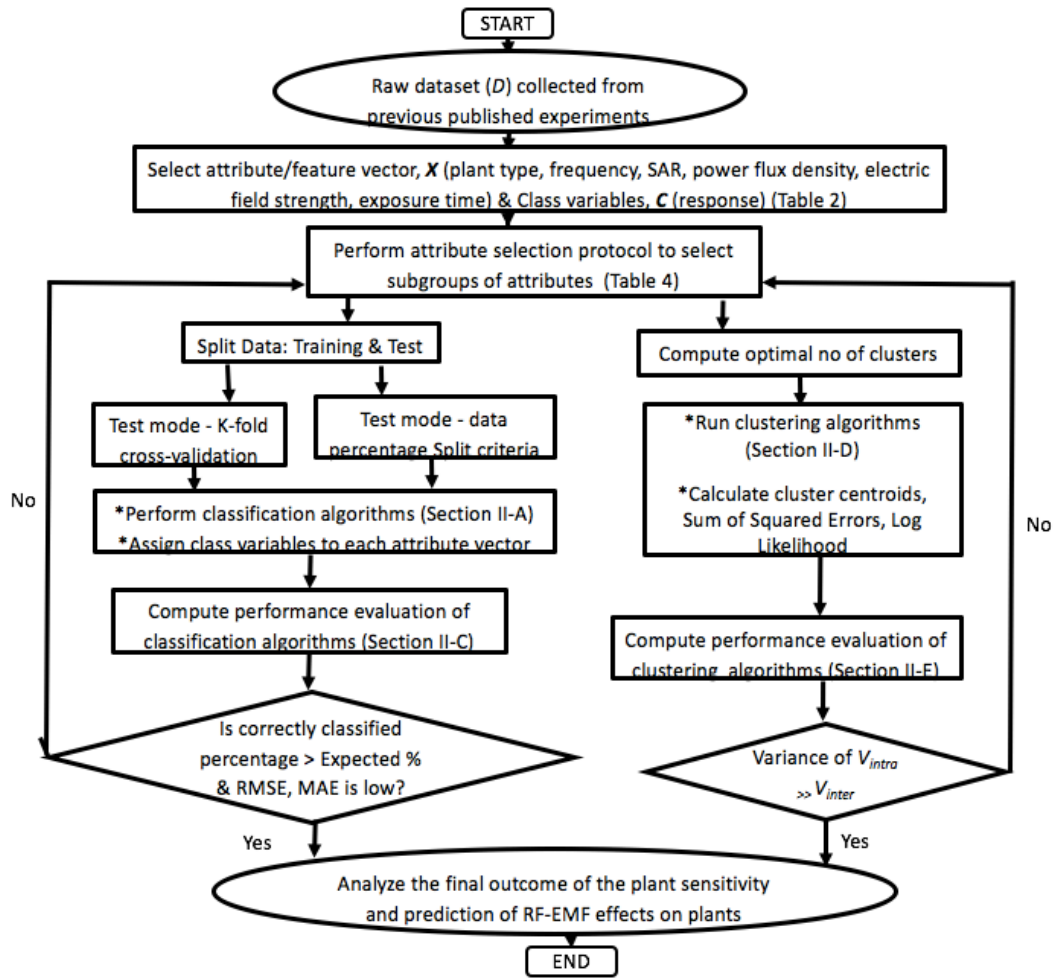 START
Raw dataset (D) collected from
previous published experiments
Select attribute/feature vector, X (plant type, frequency, SAR, power flux density, electric
field strength, exposure time) & Class variables, C (response) (Table 2)
Perform attribute selection protocol to select
subgroups of attributes (Table 4)
Split Data: Training & Test
Test mode - K-fold
cross-validation
Test mode - data
percentage Split criteria
*Perform classification algorithms (Section II-A)
*Assign class variables to each attribute vector
Compute performance evaluation of
classification algorithms (Section II-C)
Is correctly classified
percentage > Expected %
& RMSE, MAE is low?
No
Yes
Compute optimal no of clusters
*Run clustering algorithms
(Section II-D)
*Calculate cluster centroids,
Sum of Squared Errors, Log
Likelihood
Compute performance evaluation of
clustering algorithms (Section II-E)
Variance of Vintra
>> Vinter
No
Yes
Analyze the final outcome of the plant sensitivity
and prediction of RF-EMF effects on plants
END